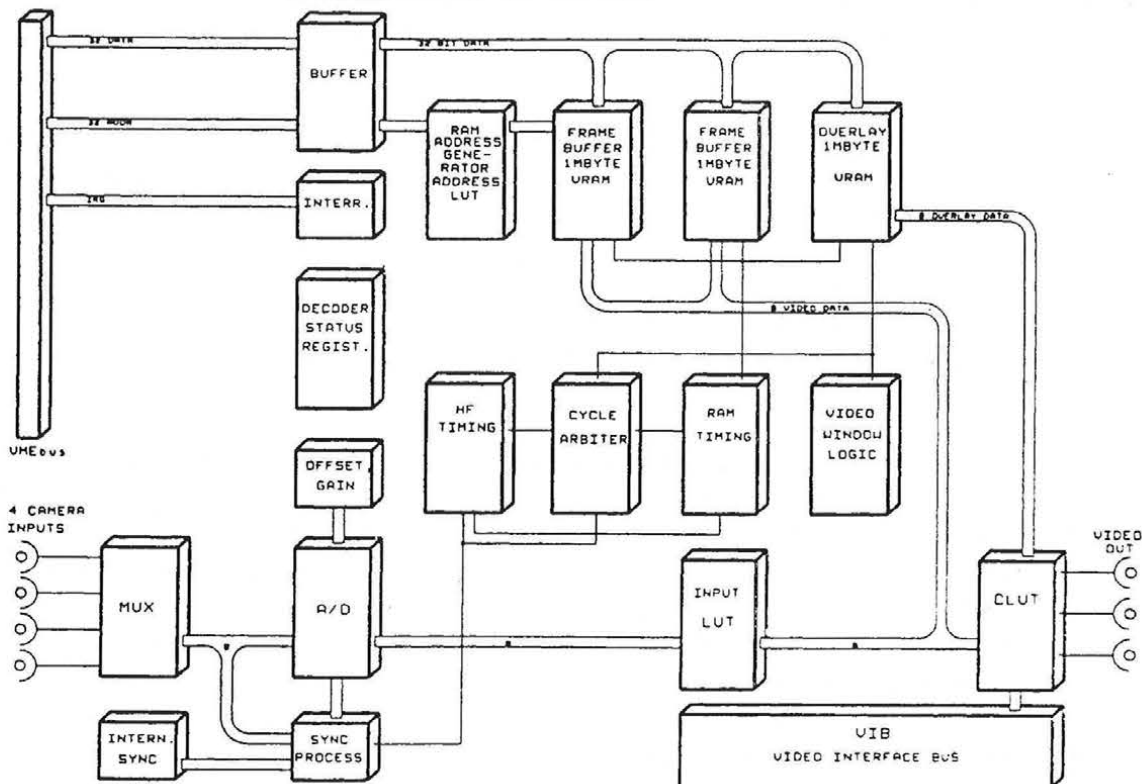 32 DATA
32 BIT DATA
BUFFER
32 ADDR
RAM
ADDRESS
GENE-
RATOR
ADDRESS
LUT
FRAME
BUFFER
1MBYTE
VRAM
FRAME
BUFFER
1MBYTE
VRAM
OVERLAY
1MBYTE
VRAM
IRQ
INTERR.
8 OVERLAY DATA
DECODER
STATUS
REGIST.
8 VIDEO DATA
HF
TIMING
CYCLE
ARBITER
RAM
TIMING
VIDEO
WINDOW
LOGIC
VMEbus
OFFSET
GAIN
4 CAMERA
INPUTS
VIDEO
OUT
MUX
A/D
INPUT
LUT
CLUT
8
8
INTERN.
SYNC
SYNC
PROCESS
VIB
VIDEO INTERFACE BUS